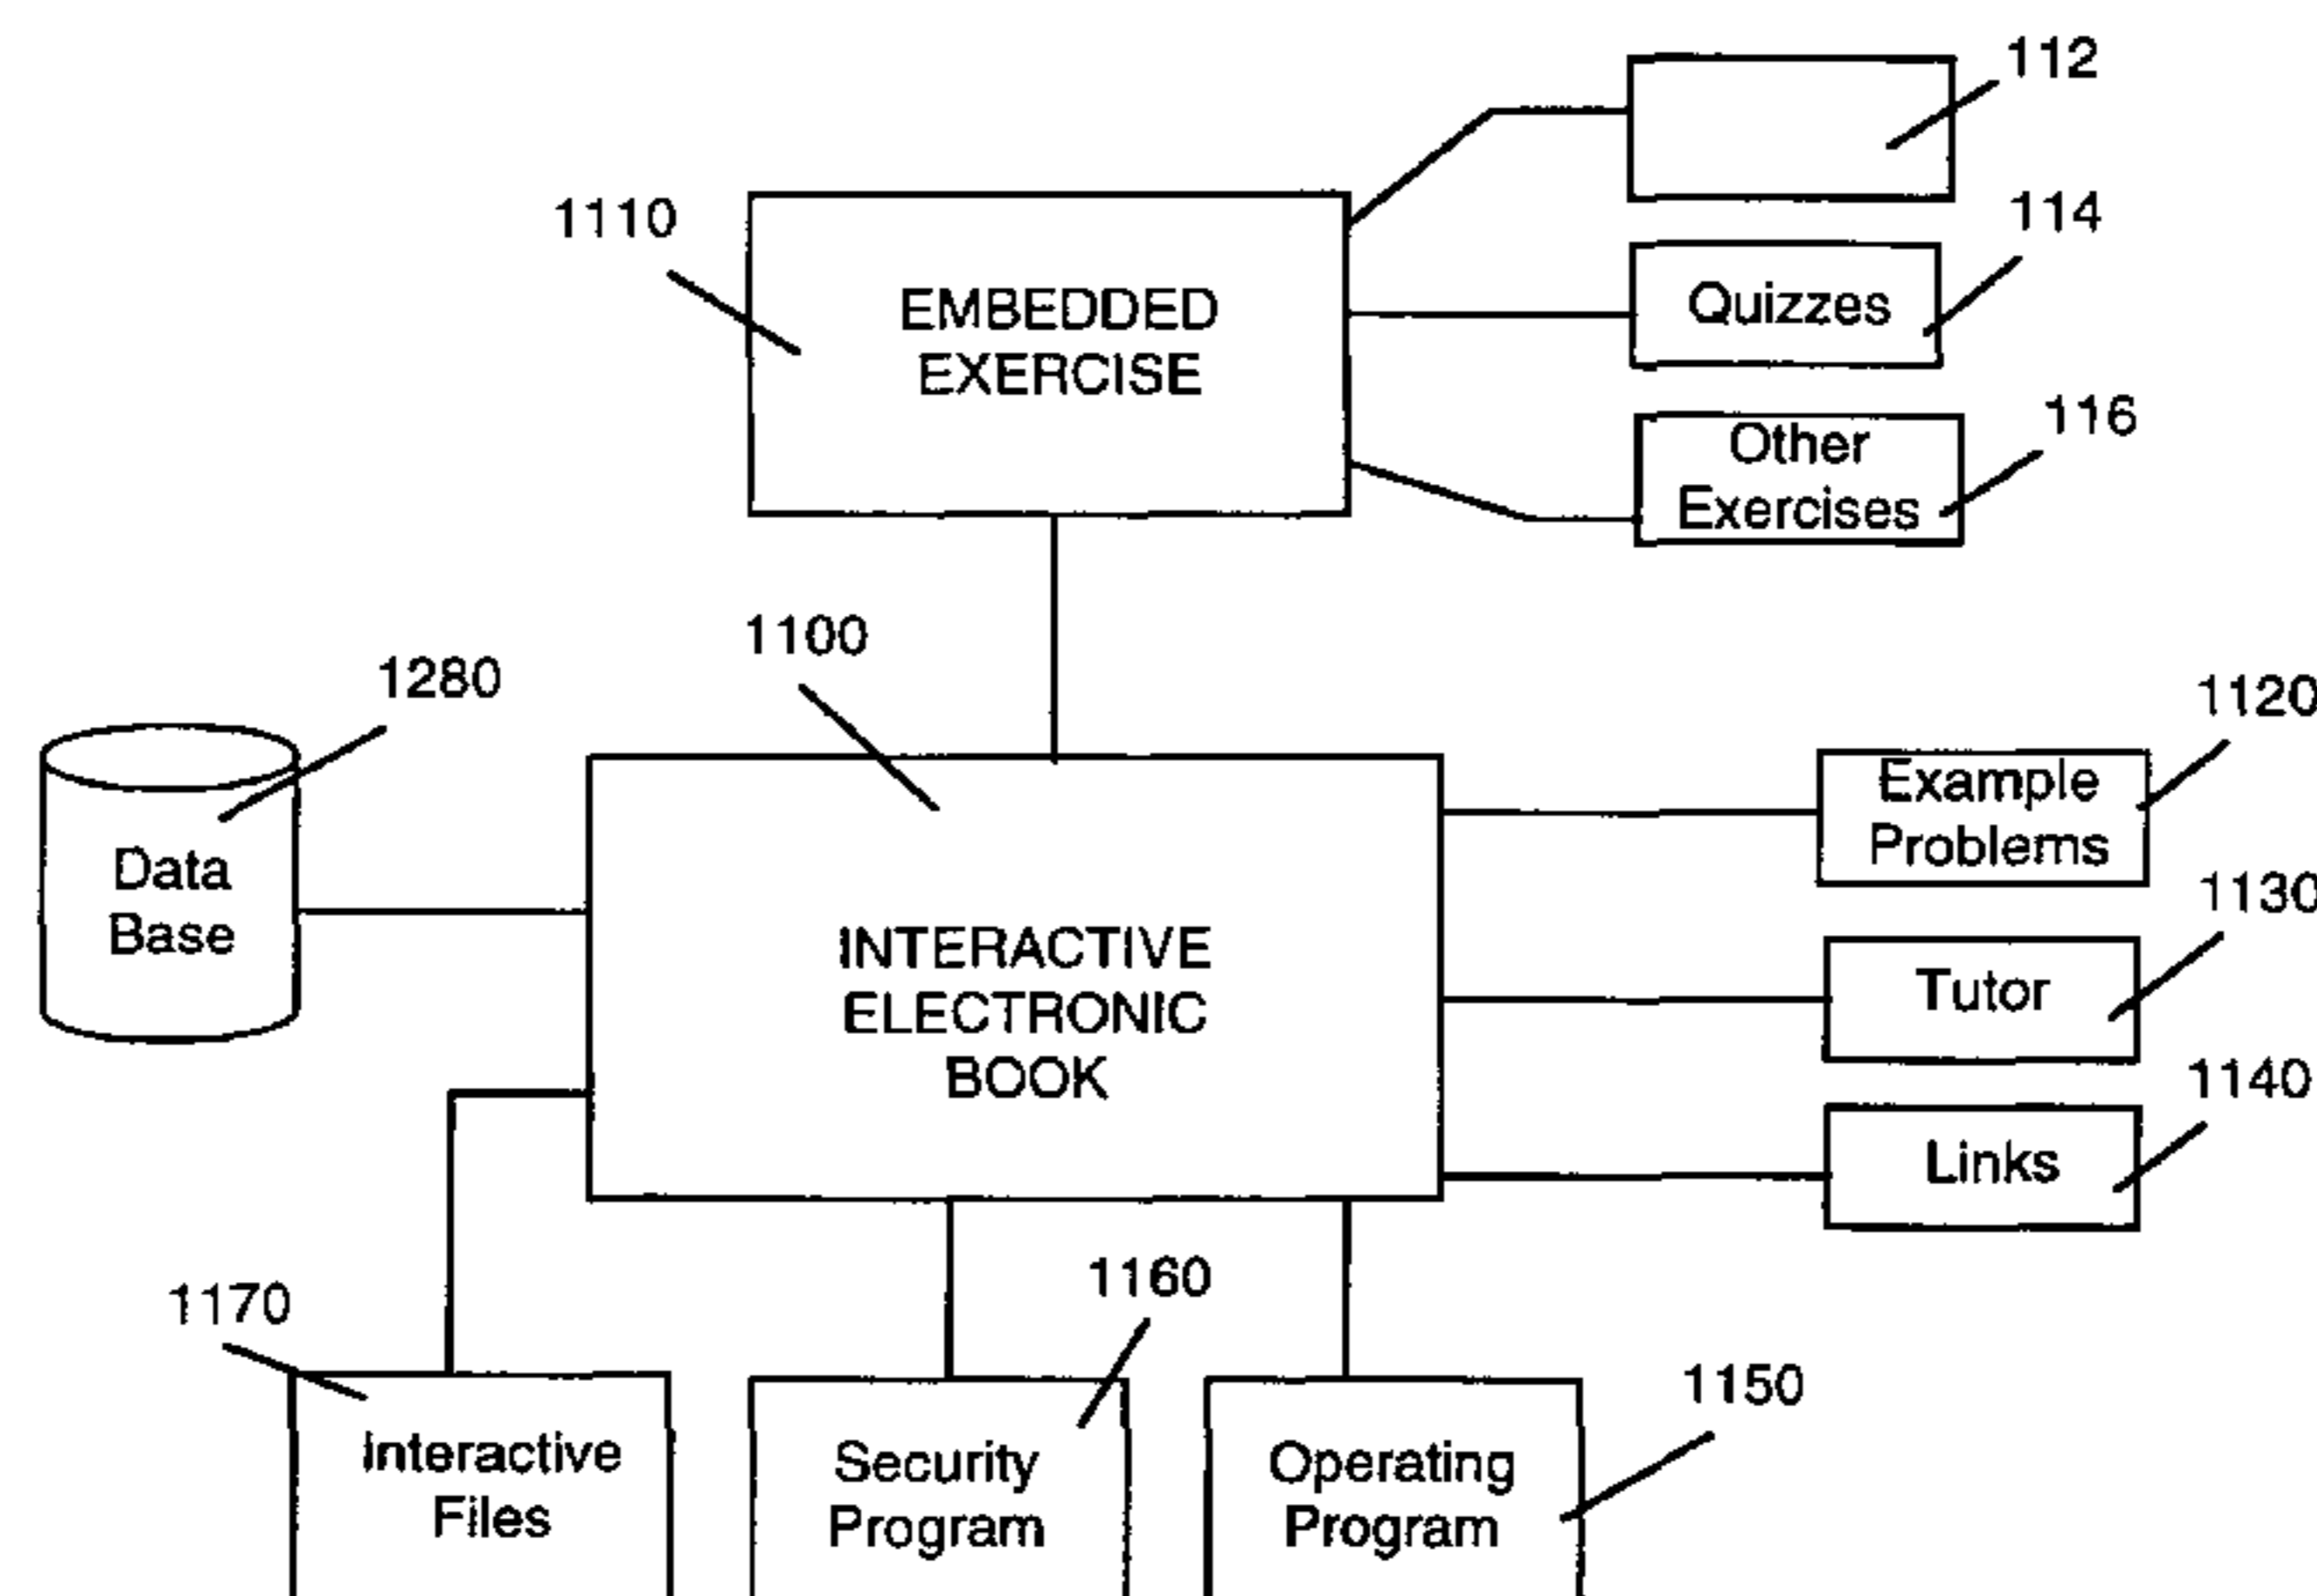 112
1110
114
EMBEDDED
EXERCISE
Quizzes
116
Other
Exercises
1100
1280
1120
Example
Problems
Data
Base
1130
INTERACTIVE
ELECTRONIC
BOOK
Tutor
1140
Links
1170
1160
1150
Interactive
Files
Security
Program
Operating
Program